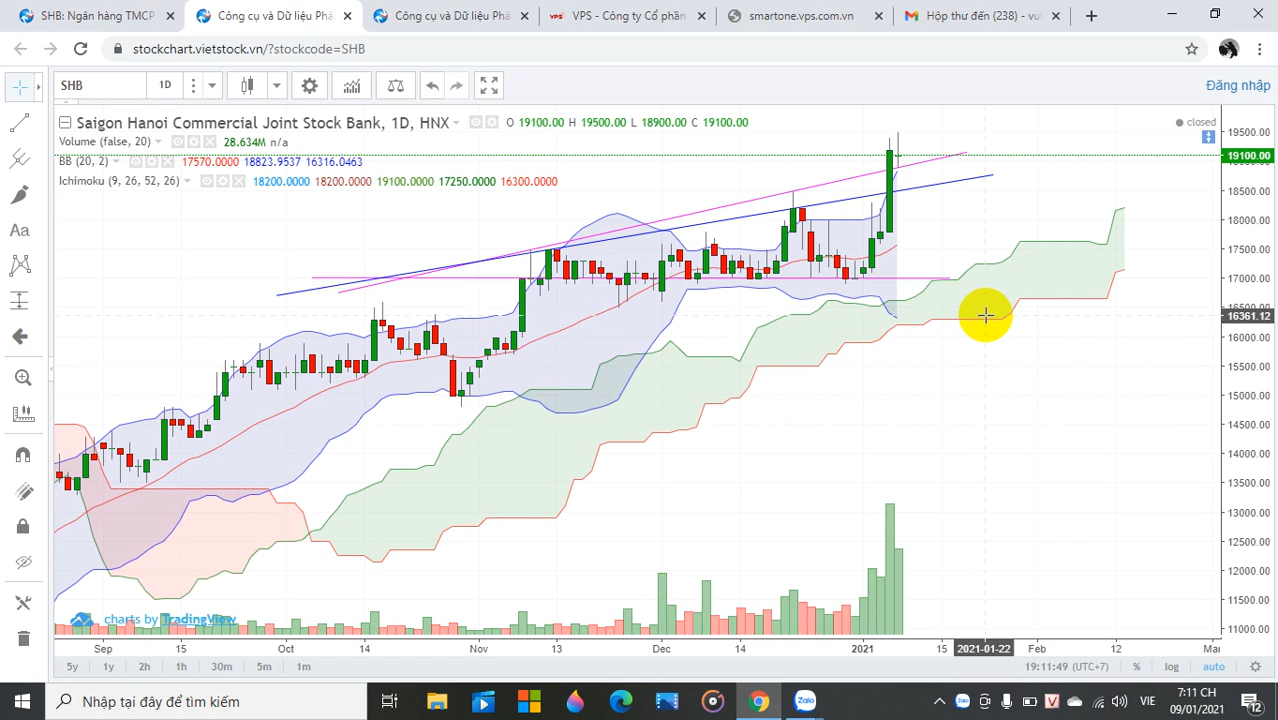 SHB: Ngân hàng TMCP
Công cụ và Dữ liệu Phâ
Công cụ và Dữ liệu Phân
VPS - Công ty Cổ phần
smartone.vps.com.vn
Hộp thư đến (238) - vu
stockchart.vietstock.vn/?stockcode=SHB
SHB
1D
Đăng nhập
Saigon Hanoi Commercial Joint Stock Bank, 1D, HNX
O 19100.00 H 19500.00 L 18900.00 C 19100.00
closed
Volume (false, 20) 28.634M n/a
BB (20, 2) 17570.0000 18823.9537 16316.0463
Ichimoku (9, 26, 52, 26) 18200.0000 18200.0000 19100.0000 17250.0000 16300.0000
19500.00
19100.00
18500.00
18000.00
17500.00
17000.00
16500.00
16361.12
16000.00
15500.00
15000.00
14500.00
14000.00
13500.00
13000.00
12500.00
12000.00
11500.00
11000.00
charts by TradingView
Sep
15
Oct
14
Nov
13
Dec
14
2021
15
2021-01-22
Feb
12
Mar
5y 1y 2h 1h 30m 5m 1m
19:11:49 (UTC+7)
%
log
auto
Nhập tại đây để tìm kiếm
Zalo
VIE
7:11 CH
09/01/2021
12